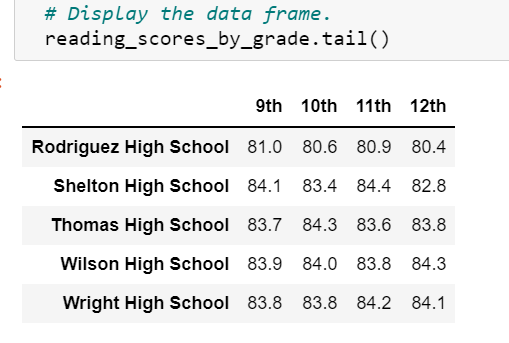 # Display the data frame.
reading_scores_by_grade.tail()
9th 10th 11th 12th
Rodriguez High School 81.0 80.6 80.9 80.4
Shelton High School 84.1 83.4 84.4 82.8
Thomas High School 83.7 84.3 83.6 83.8
Wilson High School 83.9 84.0 83.8 84.3
Wright High School 83.8 83.8 84.2 84.1